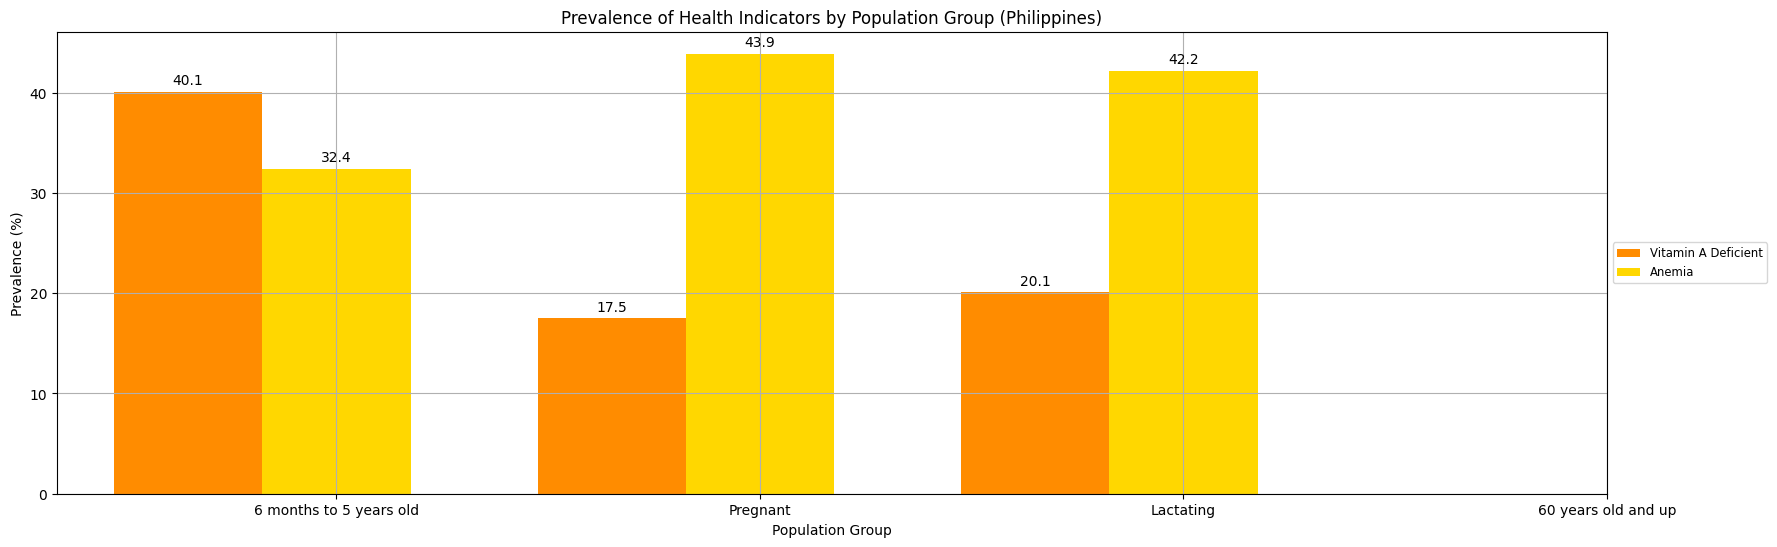 Prevalence of Health Indicators by Population Group (Philippines)
Prevalence (%)
40
30
20
10
0
40.1
32.4
17.5
43.9
20.1
42.2
6 months to 5 years old
Pregnant
Lactating
60 years old and up
Population Group
Vitamin A Deficient
Anemia